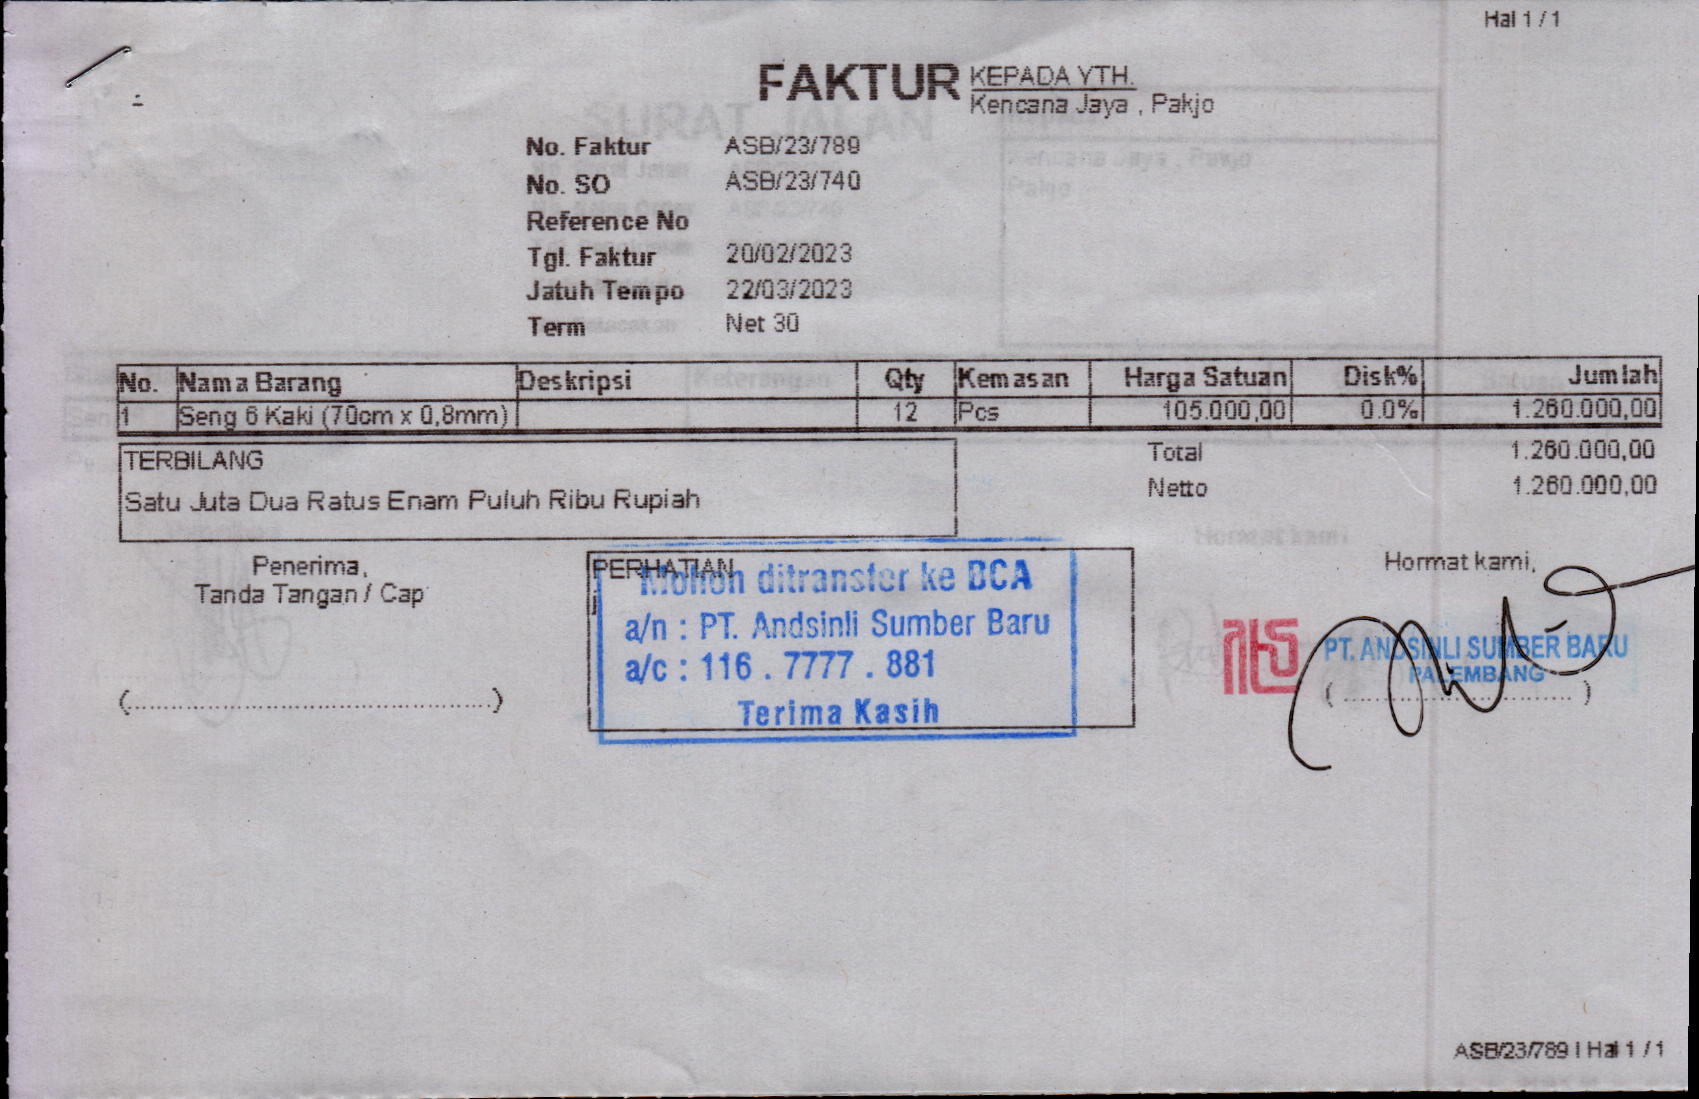 Hal 1 / 1
FAKTUR
KEPADA YTH.
Kencana Jaya , Pakjo
No. Faktur ASB/23/789
No. SO ASB/23/740
Reference No
Tgl. Faktur 20/02/2023
Jatuh Tempo 22/03/2023
Term Net 30
No. Nama Barang Deskripsi Qty Kemasan Harga Satuan Disk% Jumlah
1 Seng 6 Kaki (70cm x 0,8mm) 12 Pcs 105.000,00 0.0% 1.260.000,00
TERBILANG
Satu Juta Dua Ratus Enam Puluh Ribu Rupiah
Total 1.260.000,00
Netto 1.260.000,00
Penerima,
Tanda Tangan / Cap
(..................................................)
PERHATIAN
Mohon ditransfer ke BCA
a/n : PT. Andsinli Sumber Baru
a/c : 116 . 7777 . 881
Terima Kasih
Hormat kami,
PT. ANDSINLI SUMBER BARU
PALEMBANG
(................................)
ASB/23/789 | Hal 1 / 1